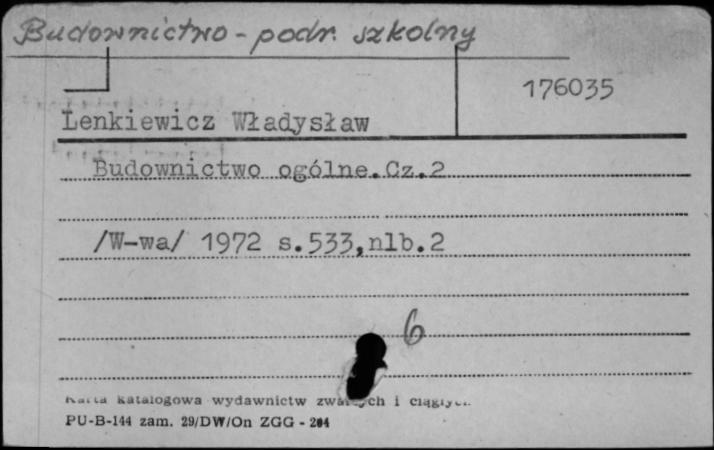 Budownictwo - podr. szkolny
176035
Lenkiewicz Władysław
Budownictwo ogólne.Cz.2
/W-wa/ 1972 s.533,nlb.2
6
Karta katalogowa wydawnictw i
PU-B-144 zam. 29/DW/On ZGG - 204